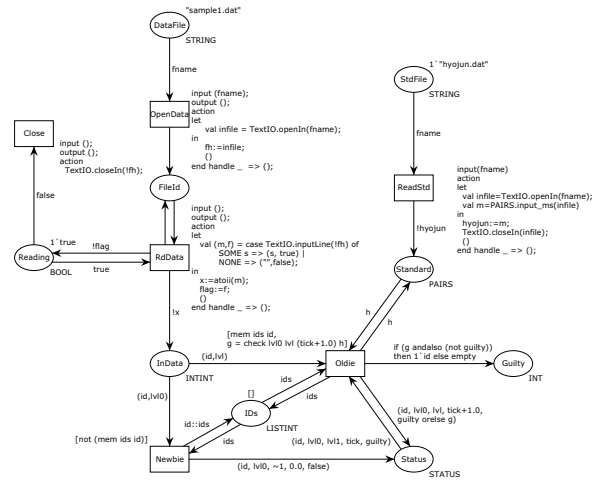 "sample1.dat"
DataFile
STRING
fname
input (fname);
output ();
action
let
val infile = TextIO.openIn(fname);
in
fh:=infile;
()
end handle _ => ();
OpenData
FileId
1`"hyojun.dat"
StdFile
STRING
fname
input(fname)
action
let
val infile=TextIO.openIn(fname);
val m=PAIRS.input_ms(infile)
in
hyojun:=m;
TextIO.closeIn(infile);
()
end handle _ => ();
ReadStd
!hyojun
Standard
PAIRS
Close
input ();
output ();
action
TextIO.closeIn(!fh);
false
1`true
Reading
BOOL
!flag
true
RdData
input ();
output ();
action
let
val (m,f) = case TextIO.inputLine(!fh) of
SOME s => (s, true) |
NONE => ("",false);
in
x:=atoii(m);
flag:=f;
()
end handle _ => ();
!x
h
h
[mem ids id,
g = check lvl0 lvl (tick+1.0) h]
InData
INTINT
(id,lvl)
Oldie
if (g andalso (not guilty))
then 1`id else empty
Guilty
INT
(id,lvl0)
[]
IDs
LISTINT
ids
ids
id::ids
ids
(id, lvl0, lvl, tick+1.0,
guilty orelse g)
(id, lvl0, lvl1, tick, guilty)
[not (mem ids id)]
Newbie
(id, lvl0, ~1, 0.0, false)
Status
STATUS